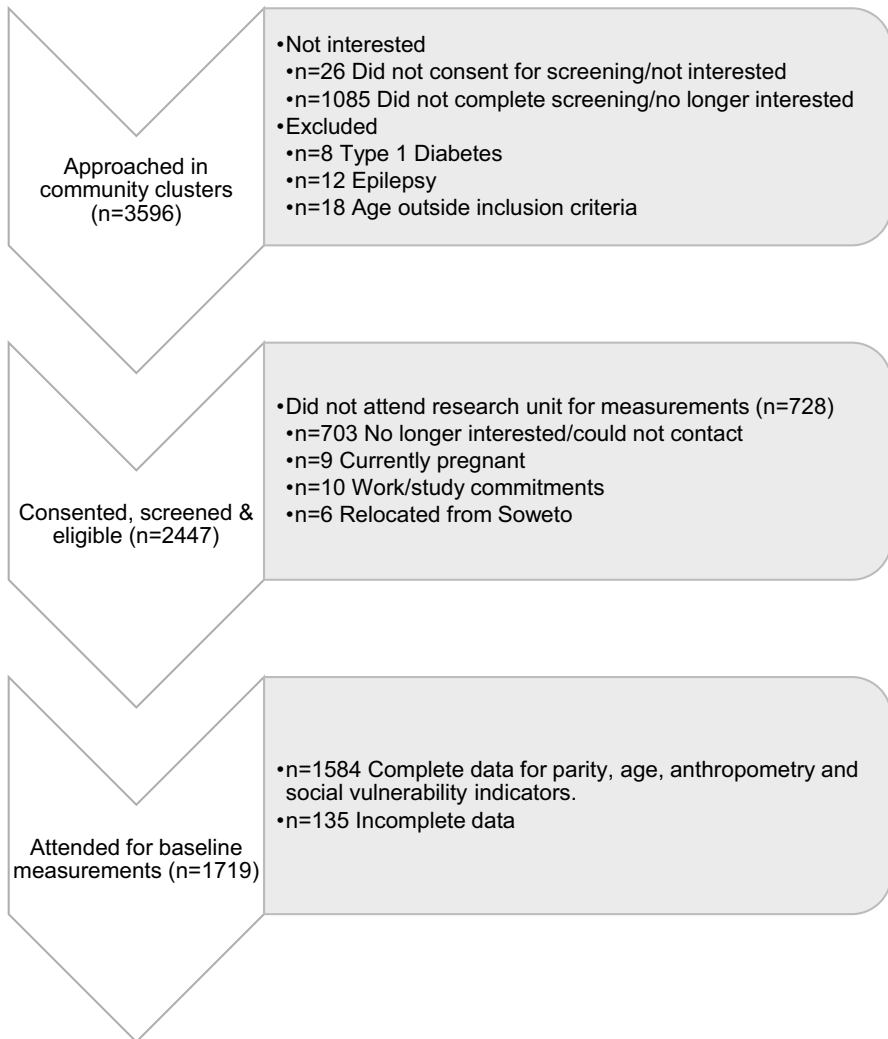 Approached in
community clusters
(n=3596)
•Not interested
•n=26 Did not consent for screening/not interested
•n=1085 Did not complete screening/no longer interested
•Excluded
•n=8 Type 1 Diabetes
•n=12 Epilepsy
•n=18 Age outside inclusion criteria
Consented, screened &
eligible (n=2447)
•Did not attend research unit for measurements (n=728)
•n=703 No longer interested/could not contact
•n=9 Currently pregnant
•n=10 Work/study commitments
•n=6 Relocated from Soweto
Attended for baseline
measurements (n=1719)
•n=1584 Complete data for parity, age, anthropometry and
social vulnerability indicators.
•n=135 Incomplete data